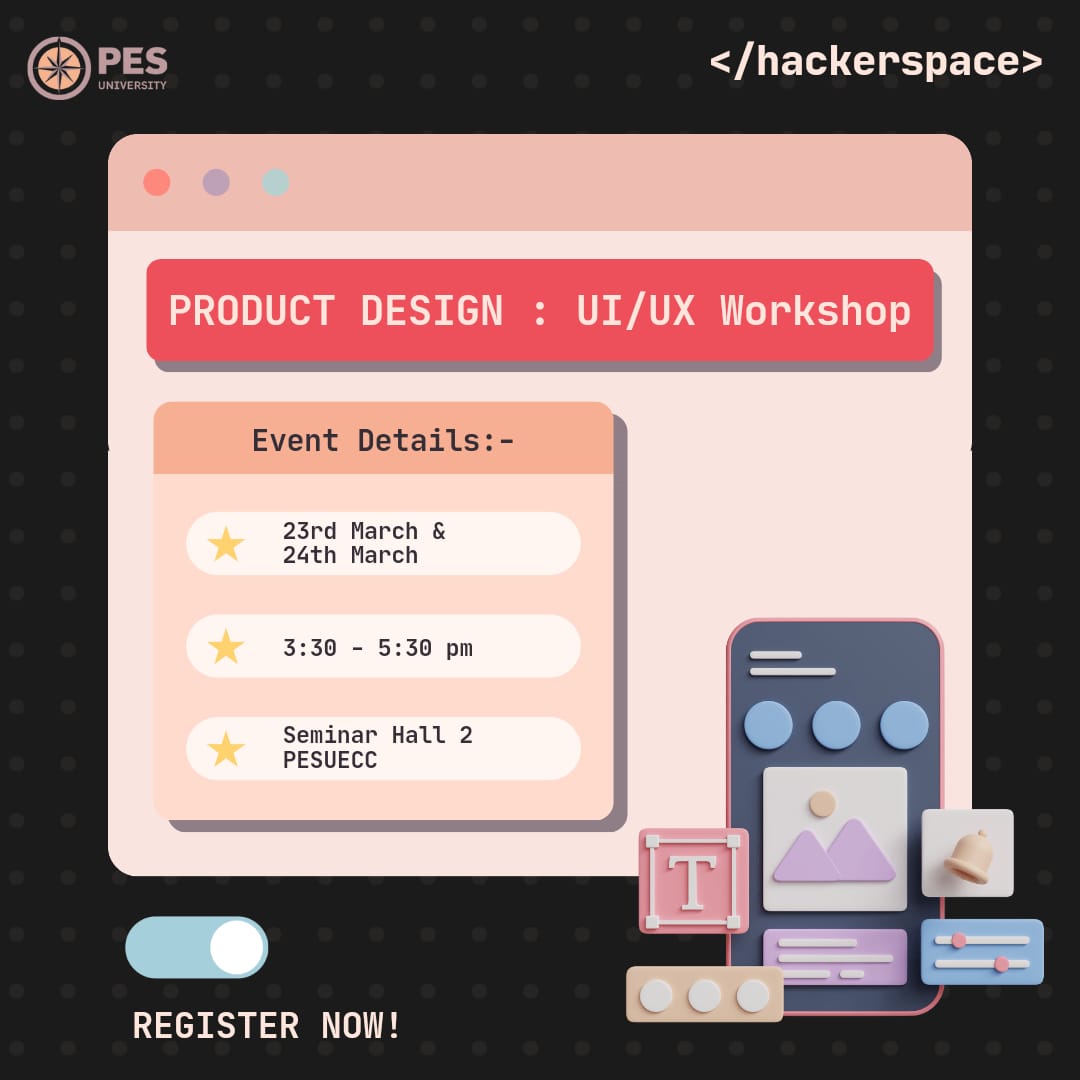 PES
UNIVERSITY
</hackerspace>
PRODUCT DESIGN : UI/UX Workshop
Event Details:-
23rd March &
24th March
3:30 - 5:30 pm
Seminar Hall 2
PESUECC
T
REGISTER NOW!